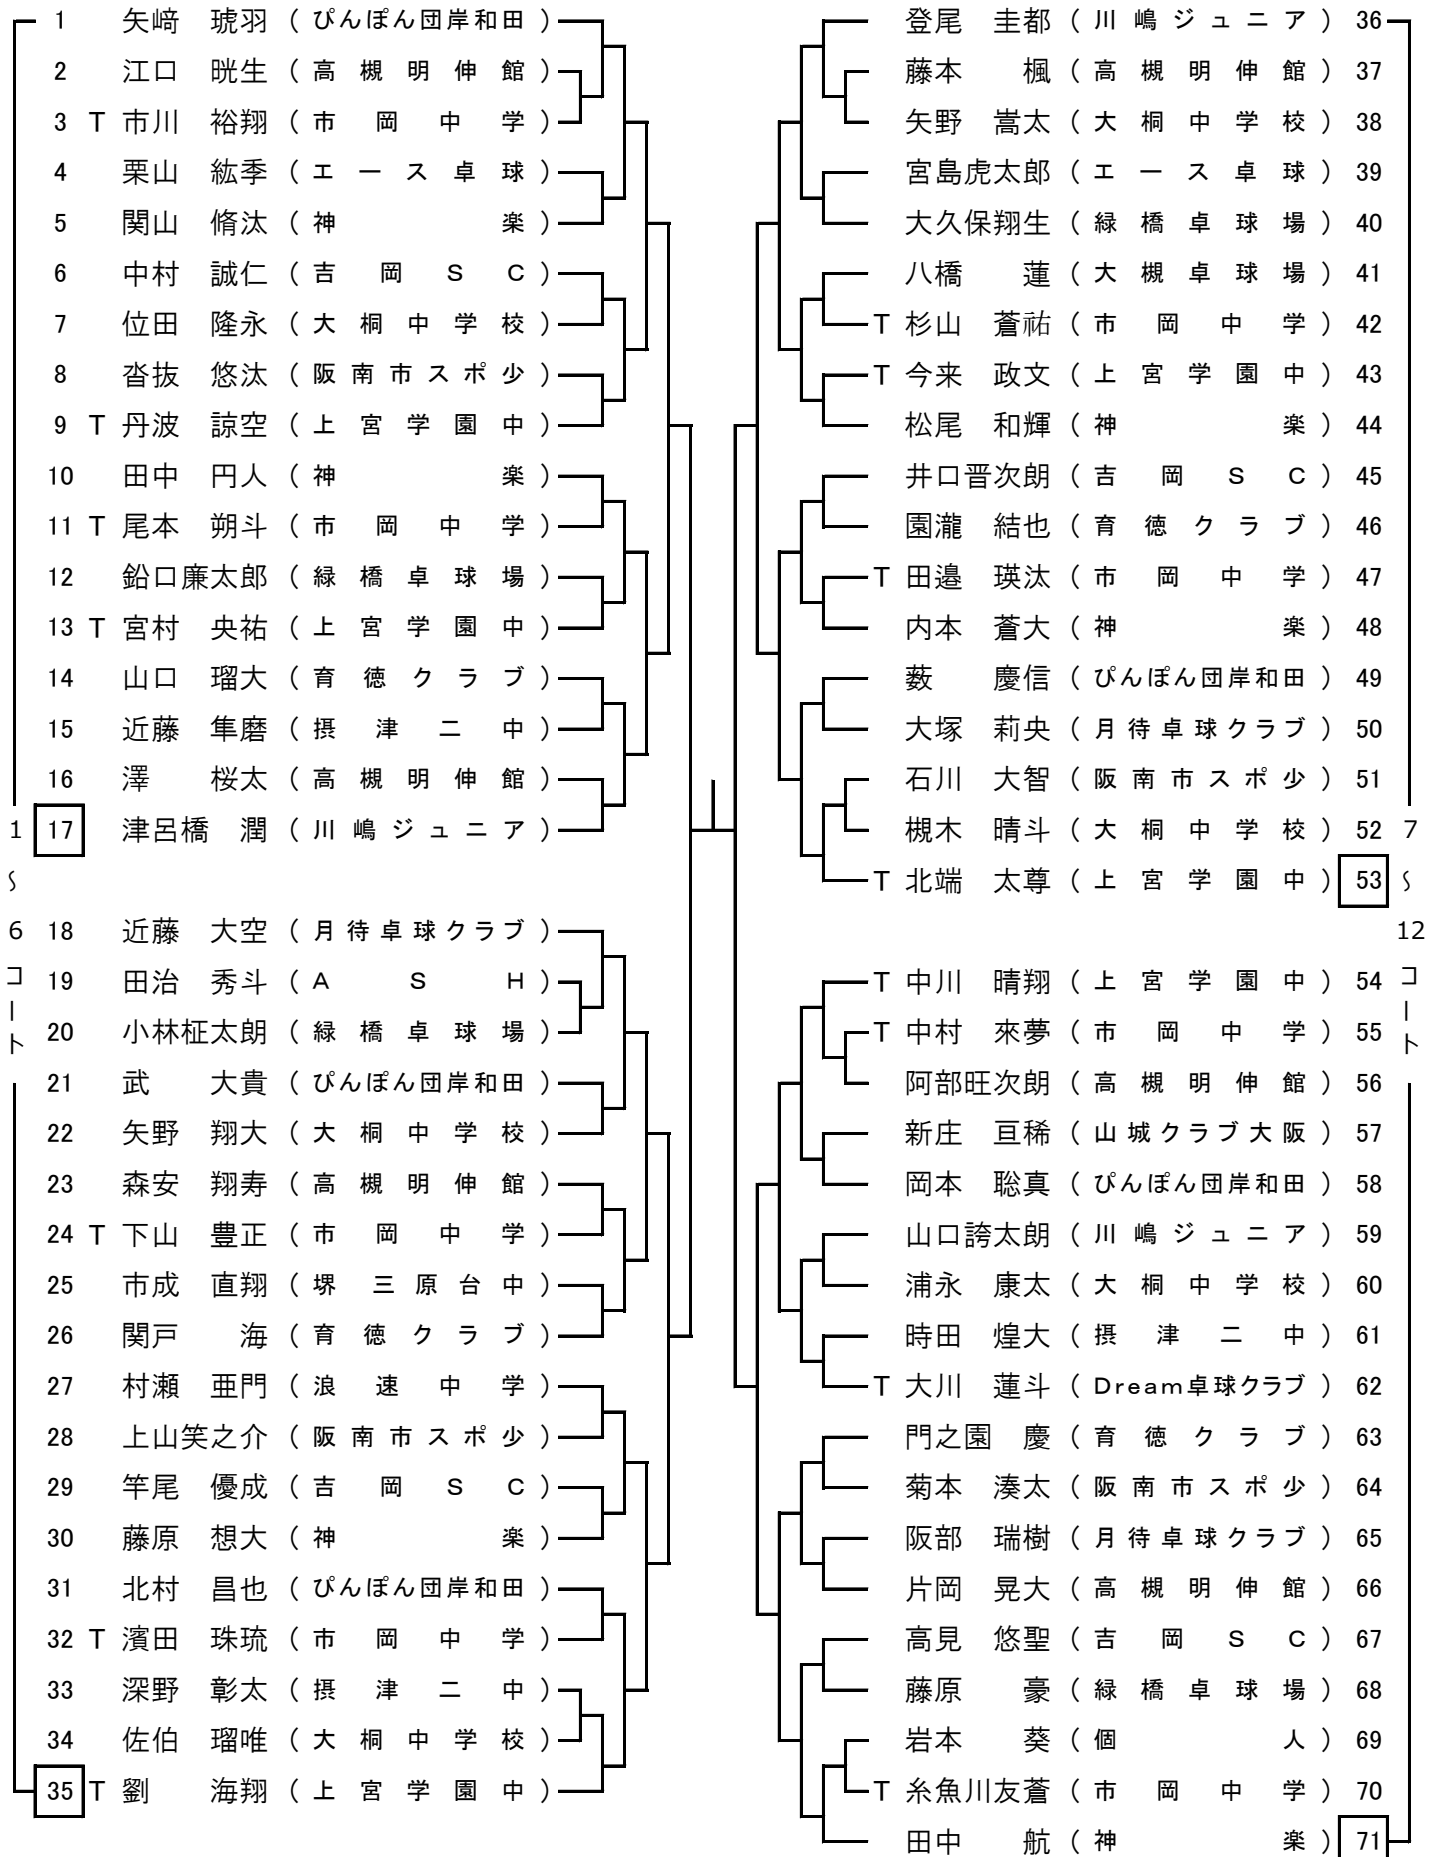 1 矢﨑 琥羽 (ぴんぽん団岸和田)
2 江口 晄生 (高槻明伸館)
3 T 市川 裕翔 (市岡中学)
4 栗山 紘季 (エース卓球)
5 関山 脩汰 (神楽)
6 中村 誠仁 (吉岡SC)
7 位田 隆永 (大桐中学校)
8 沓抜 悠汰 (阪南市スポ少)
9 T 丹波 諒空 (上宮学園中)
10 田中 円人 (神楽)
11 T 尾本 朔斗 (市岡中学)
12 鉛口廉太郎 (緑橋卓球場)
13 T 宮村 央祐 (上宮学園中)
14 山口 瑠大 (育徳クラブ)
15 近藤 隼磨 (摂津二中)
16 澤 桜太 (高槻明伸館)
17 津呂橋 潤 (川嶋ジュニア)
18 近藤 大空 (月待卓球クラブ)
19 田治 秀斗 (ASH)
20 小林柾太朗 (緑橋卓球場)
21 武 大貴 (ぴんぽん団岸和田)
22 矢野 翔大 (大桐中学校)
23 森安 翔寿 (高槻明伸館)
24 T 下山 豊正 (市岡中学)
25 市成 直翔 (堺三原台中)
26 関戸 海 (育徳クラブ)
27 村瀬 亜門 (浪速中学)
28 上山笑之介 (阪南市スポ少)
29 竿尾 優成 (吉岡SC)
30 藤原 想大 (神楽)
31 北村 昌也 (ぴんぽん団岸和田)
32 T 濱田 珠琉 (市岡中学)
33 深野 彰太 (摂津二中)
34 佐伯 瑠唯 (大桐中学校)
35 T 劉 海翔 (上宮学園中)
1~6コート
登尾 圭都 (川嶋ジュニア) 36
藤本 楓 (高槻明伸館) 37
矢野 嵩太 (大桐中学校) 38
宮島虎太郎 (エース卓球) 39
大久保翔生 (緑橋卓球場) 40
八橋 蓮 (大槻卓球場) 41
T 杉山 蒼祐 (市岡中学) 42
T 今来 政文 (上宮学園中) 43
松尾 和輝 (神楽) 44
井口晋次朗 (吉岡SC) 45
園瀧 結也 (育徳クラブ) 46
T 田邉 瑛汰 (市岡中学) 47
内本 蒼大 (神楽) 48
薮 慶信 (ぴんぽん団岸和田) 49
大塚 莉央 (月待卓球クラブ) 50
石川 大智 (阪南市スポ少) 51
槻木 晴斗 (大桐中学校) 52
T 北端 太尊 (上宮学園中) 53
T 中川 晴翔 (上宮学園中) 54
T 中村 來夢 (市岡中学) 55
阿部旺次朗 (高槻明伸館) 56
新庄 亘稀 (山城クラブ大阪) 57
岡本 聡真 (ぴんぽん団岸和田) 58
山口誇太朗 (川嶋ジュニア) 59
浦永 康太 (大桐中学校) 60
時田 煌大 (摂津二中) 61
T 大川 蓮斗 (Dream卓球クラブ) 62
門之園 慶 (育徳クラブ) 63
菊本 湊太 (阪南市スポ少) 64
阪部 瑞樹 (月待卓球クラブ) 65
片岡 晃大 (高槻明伸館) 66
高見 悠聖 (吉岡SC) 67
藤原 豪 (緑橋卓球場) 68
岩本 葵 (個人) 69
T 糸魚川友蒼 (市岡中学) 70
田中 航 (神楽) 71
7~12コート